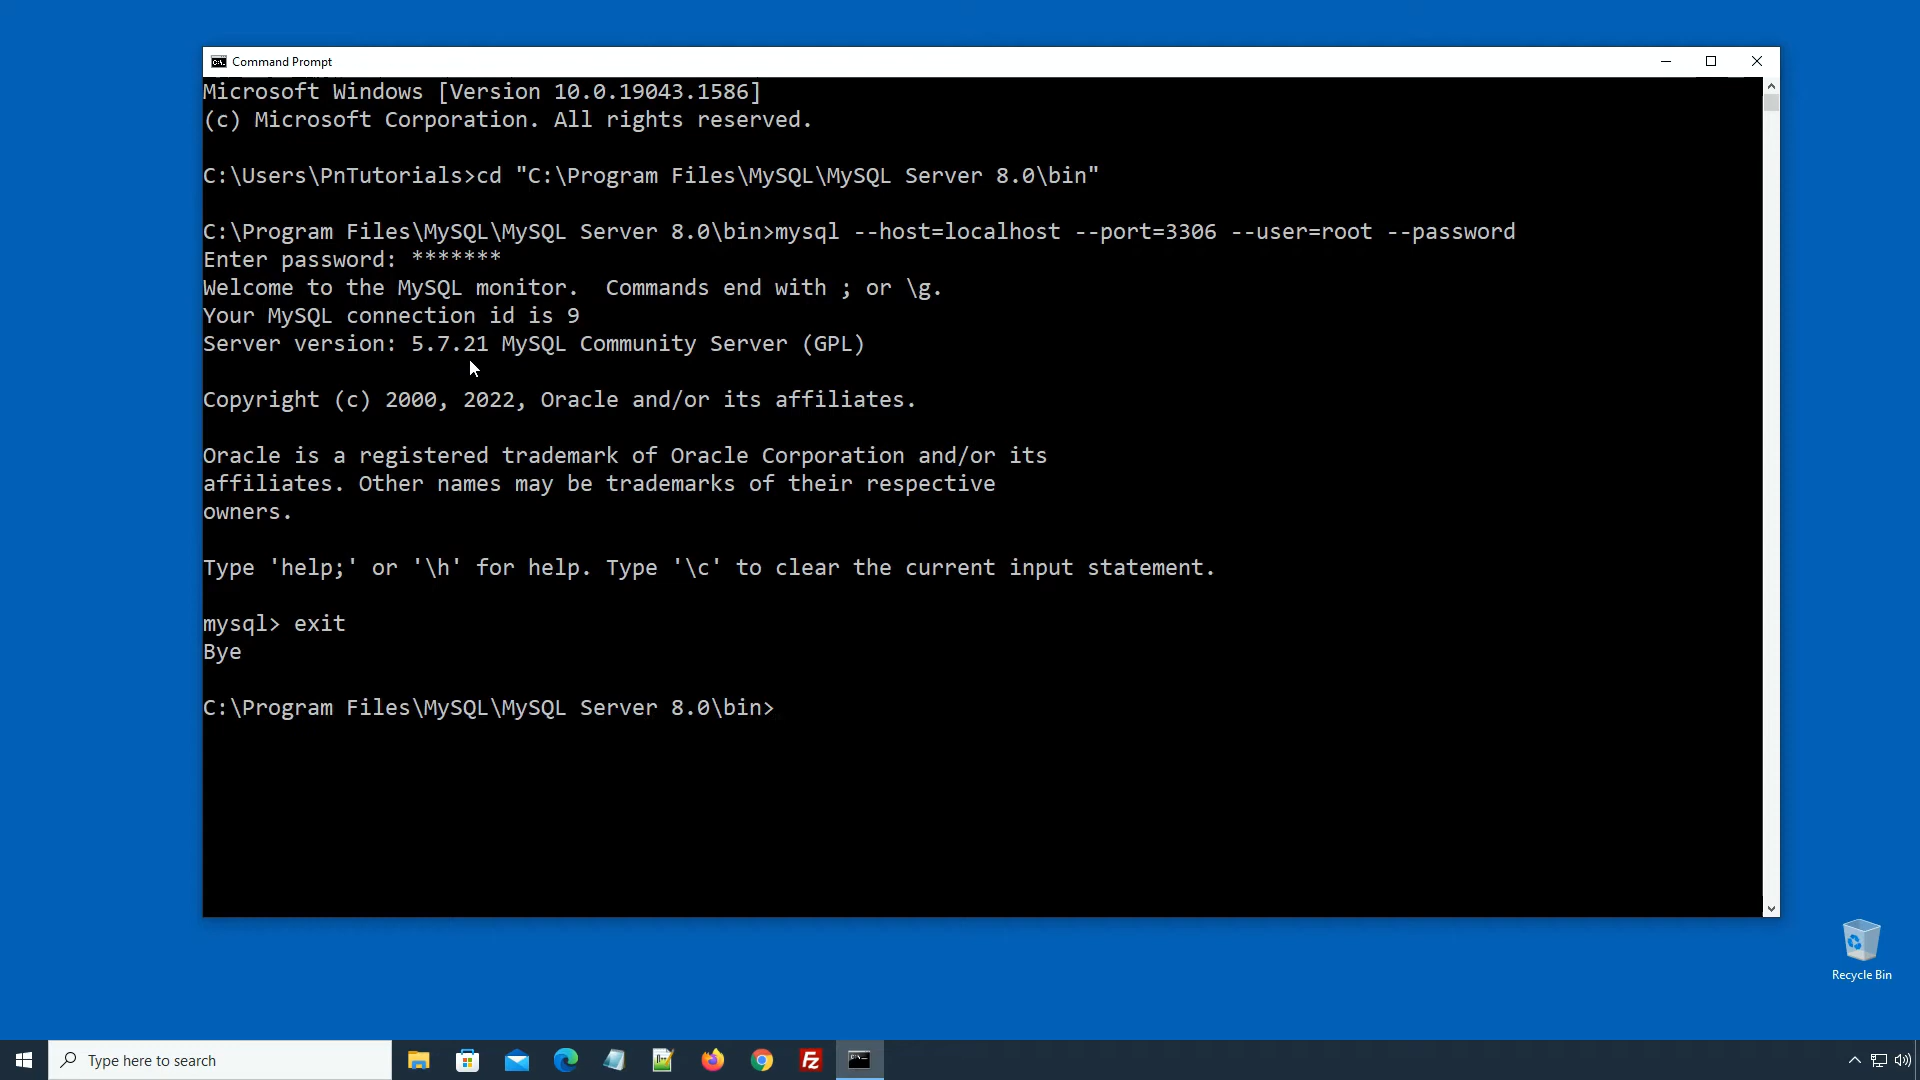 Command Prompt
Microsoft Windows [Version 10.0.19043.1586]
(c) Microsoft Corporation. All rights reserved.
C:\Users\PnTutorials>cd "C:\Program Files\MySQL\MySQL Server 8.0\bin"
C:\Program Files\MySQL\MySQL Server 8.0\bin>mysql --host=localhost --port=3306 --user=root --password
Enter password: *******
Welcome to the MySQL monitor.  Commands end with ; or \g.
Your MySQL connection id is 9
Server version: 5.7.21 MySQL Community Server (GPL)
Copyright (c) 2000, 2022, Oracle and/or its affiliates.
Oracle is a registered trademark of Oracle Corporation and/or its
affiliates. Other names may be trademarks of their respective
owners.
Type 'help;' or '\h' for help. Type '\c' to clear the current input statement.
mysql> exit
Bye
C:\Program Files\MySQL\MySQL Server 8.0\bin>
Recycle Bin
Type here to search